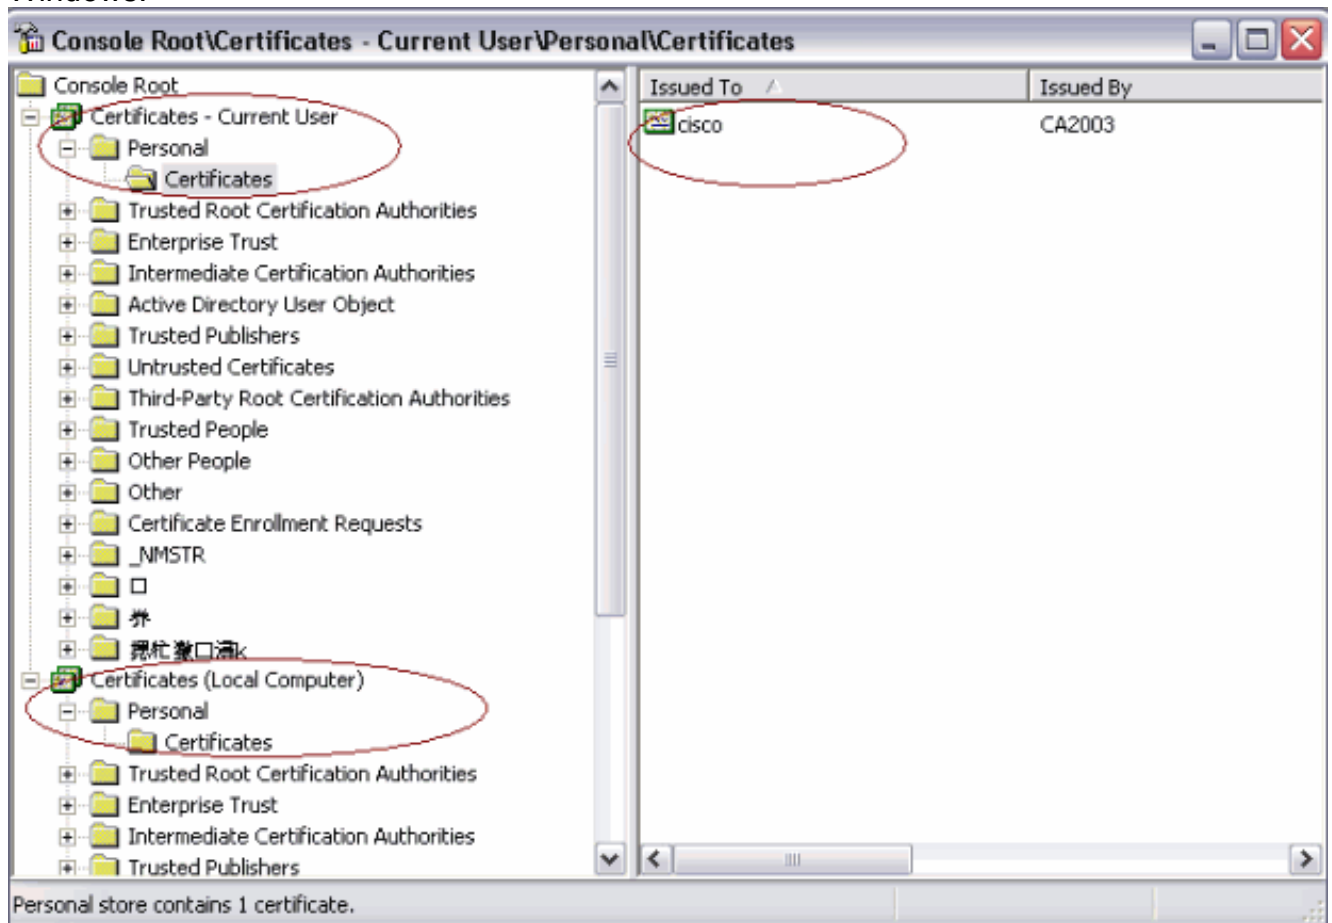 Windows.
Console Root\Certificates - Current User\Personal\Certificates
Console Root
Certificates - Current User
Personal
Certificates
Trusted Root Certification Authorities
Enterprise Trust
Intermediate Certification Authorities
Active Directory User Object
Trusted Publishers
Untrusted Certificates
Third-Party Root Certification Authorities
Trusted People
Other People
Other
Certificate Enrollment Requests
_NMSTR
Certificates (Local Computer)
Personal
Certificates
Trusted Root Certification Authorities
Enterprise Trust
Intermediate Certification Authorities
Trusted Publishers
Issued To Issued By
cisco CA2003
Personal store contains 1 certificate.